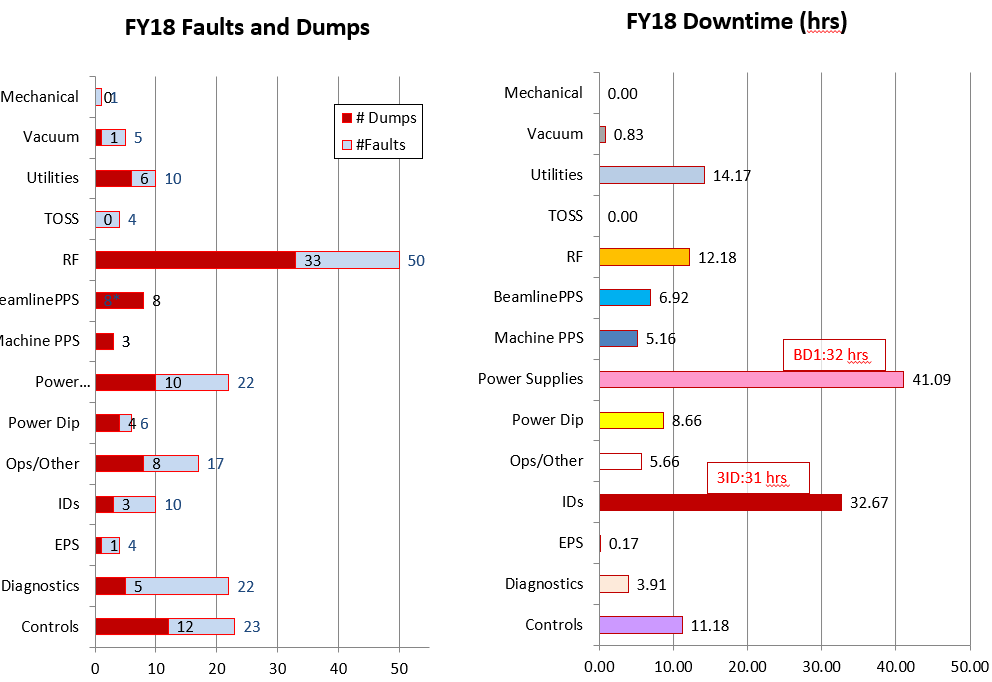 FY18 Faults and Dumps
# Dumps
#Faults
Mechanical 0 1
Vacuum 1 5
Utilities 6 10
TOSS 0 4
RF 33 50
eamlinePPS 8* 8
achine PPS 3
Power... 10 22
Power Dip 4 6
Ops/Other 8 17
IDs 3 10
EPS 1 4
Diagnostics 5 22
Controls 12 23
0 10 20 30 40 50
FY18 Downtime (hrs)
Mechanical 0.00
Vacuum 0.83
Utilities 14.17
TOSS 0.00
RF 12.18
BeamlinePPS 6.92
Machine PPS 5.16
BD1:32 hrs
Power Supplies 41.09
Power Dip 8.66
Ops/Other 5.66
3ID:31 hrs
IDs 32.67
EPS 0.17
Diagnostics 3.91
Controls 11.18
0.00 10.00 20.00 30.00 40.00 50.00